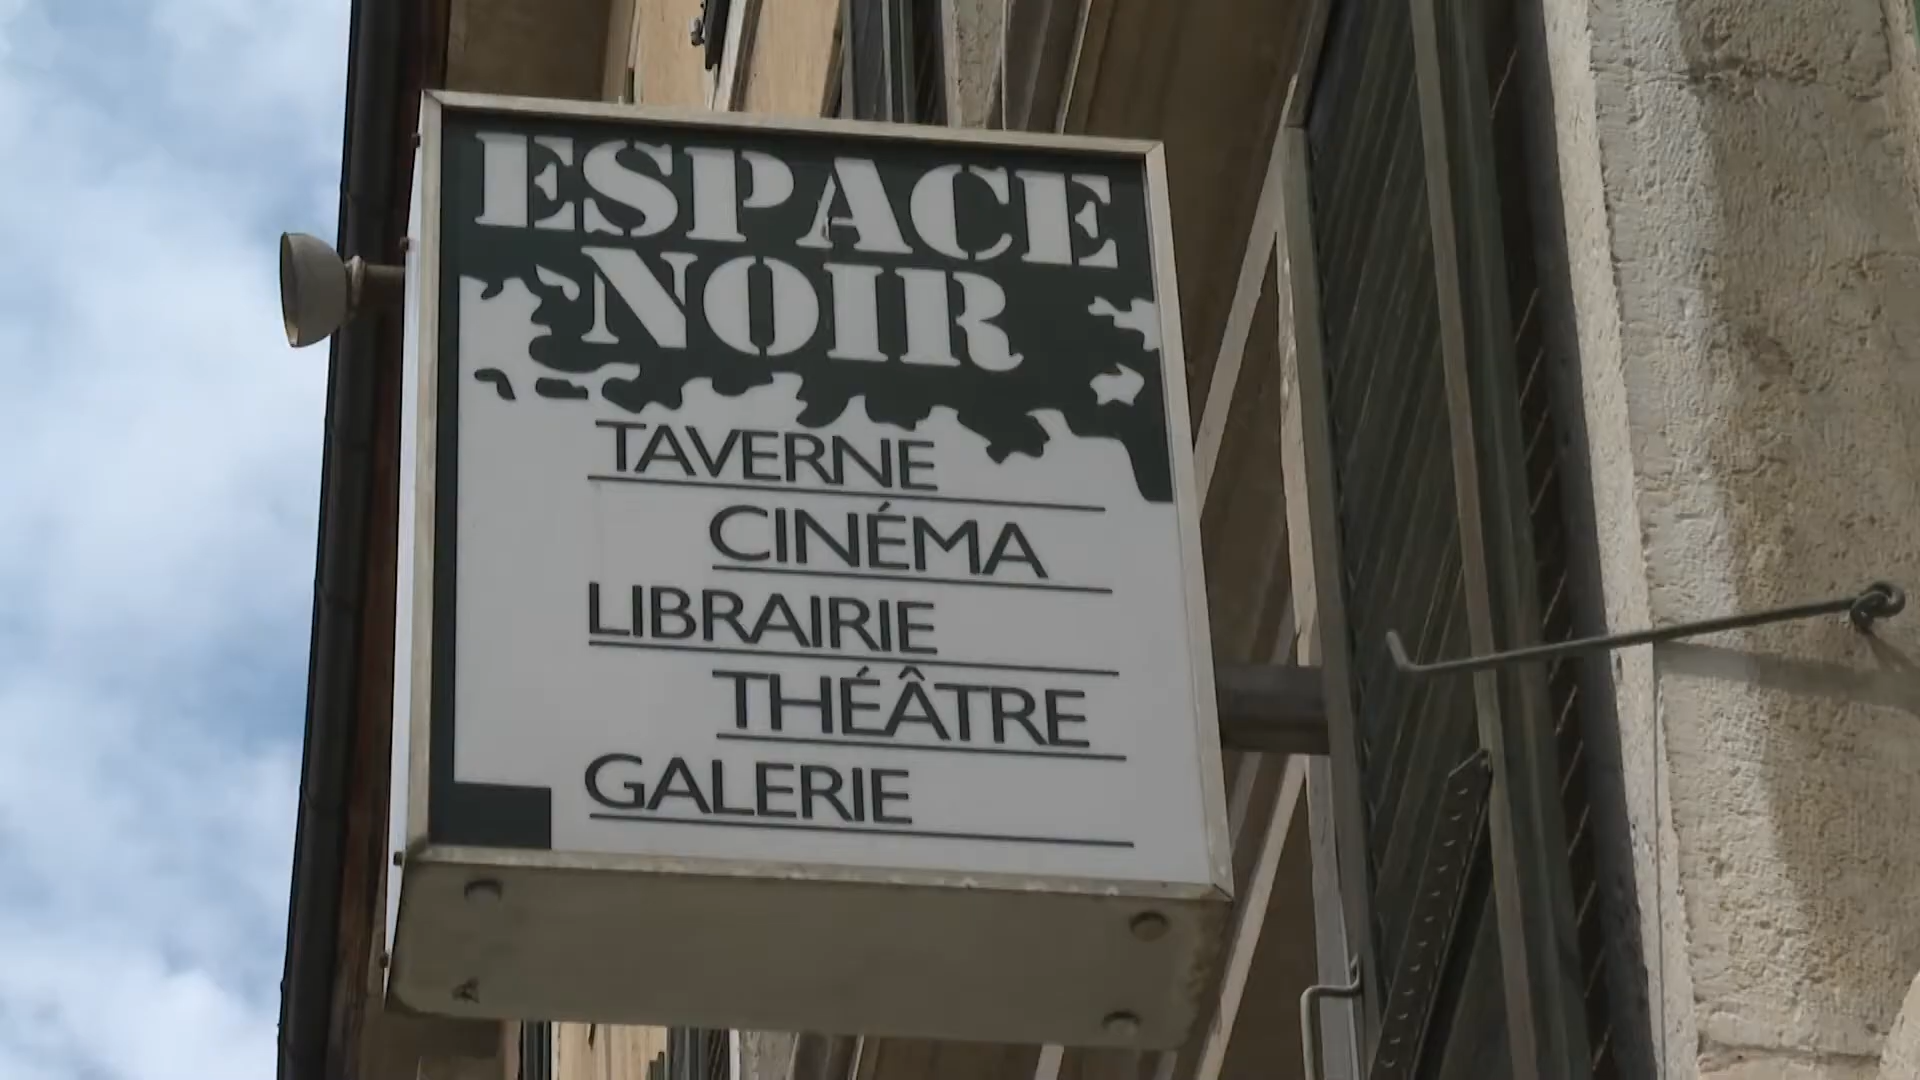 ESPACE
NOIR
TAVERNE
CINÉMA
LIBRAIRIE
THÉÂTRE
GALERIE